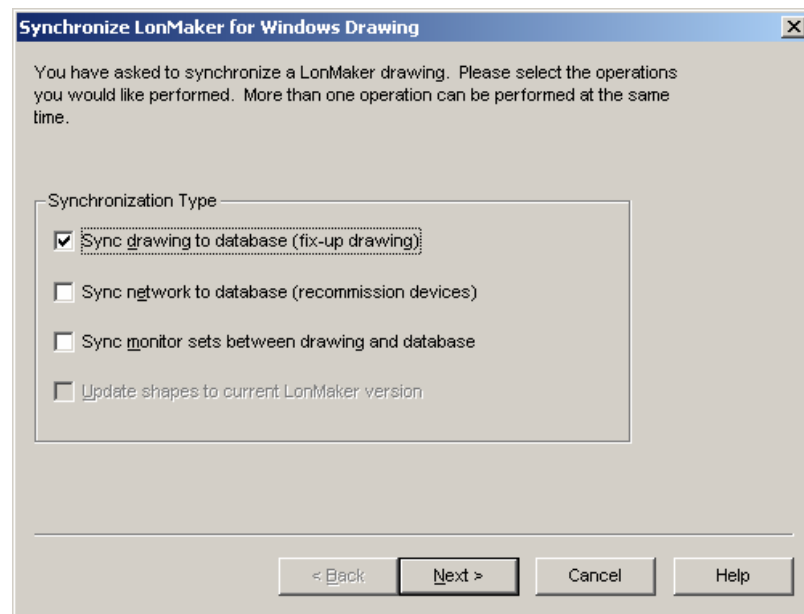 Synchronize LonMaker for Windows Drawing
You have asked to synchronize a LonMaker drawing. Please select the operations
you would like performed. More than one operation can be performed at the same
time.
Synchronization Type
Sync drawing to database (fix-up drawing)
Sync network to database (recommission devices)
Sync monitor sets between drawing and database
Update shapes to current LonMaker version
< Back
Next >
Cancel
Help